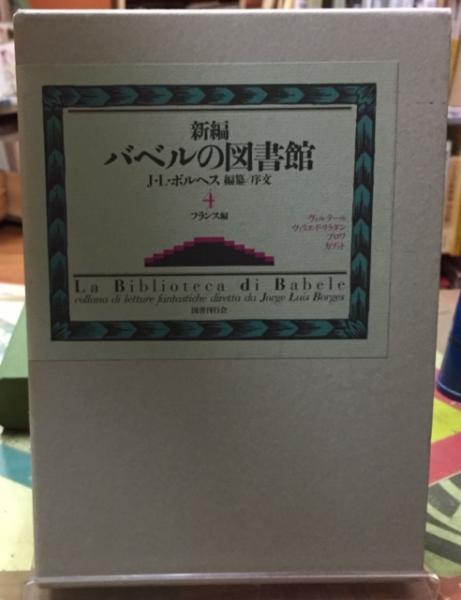 新編
バベルの図書館
J・L・ボルヘス 編纂/序文
4
フランス編
ヴォルテール
ヴィリエ・ド・リラダン
ブロワ
カゾット
La Biblioteca di Babele
collana di letture fantastiche diretta da Jorge Luis Borges
国書刊行会